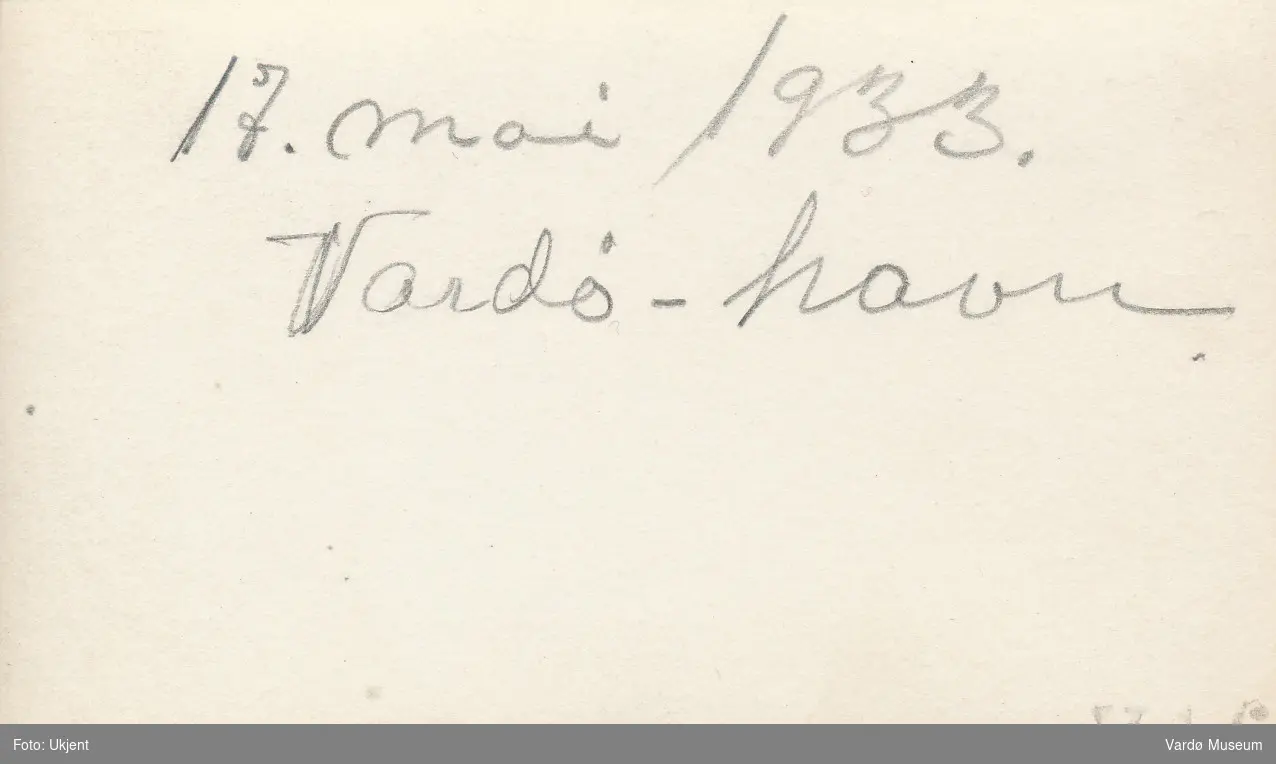 17. mai 1933.
Vardö - havn.
Foto: Ukjent
Vardø Museum